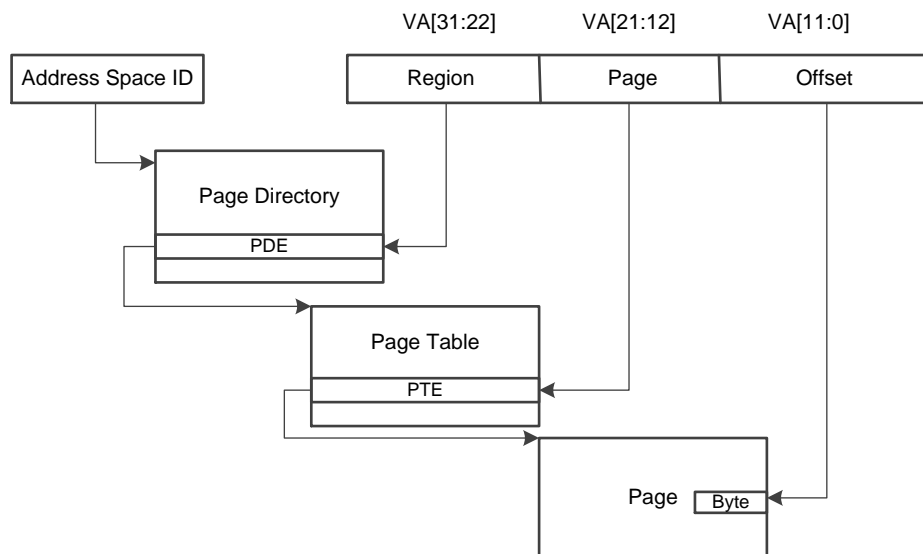 VA[31:22] VA[21:12] VA[11:0]
Address Space ID Region Page Offset
Page Directory
PDE
Page Table
PTE
Page Byte